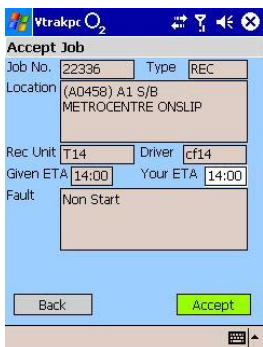 Vtrakpc O2
Accept Job
Job No. 22336 Type REC
Location (A0458) A1 S/B
METROCENTRE ONSLIP
Rec Unit T14 Driver cf14
Given ETA 14:00 Your ETA 14:00
Fault Non Start
Back Accept